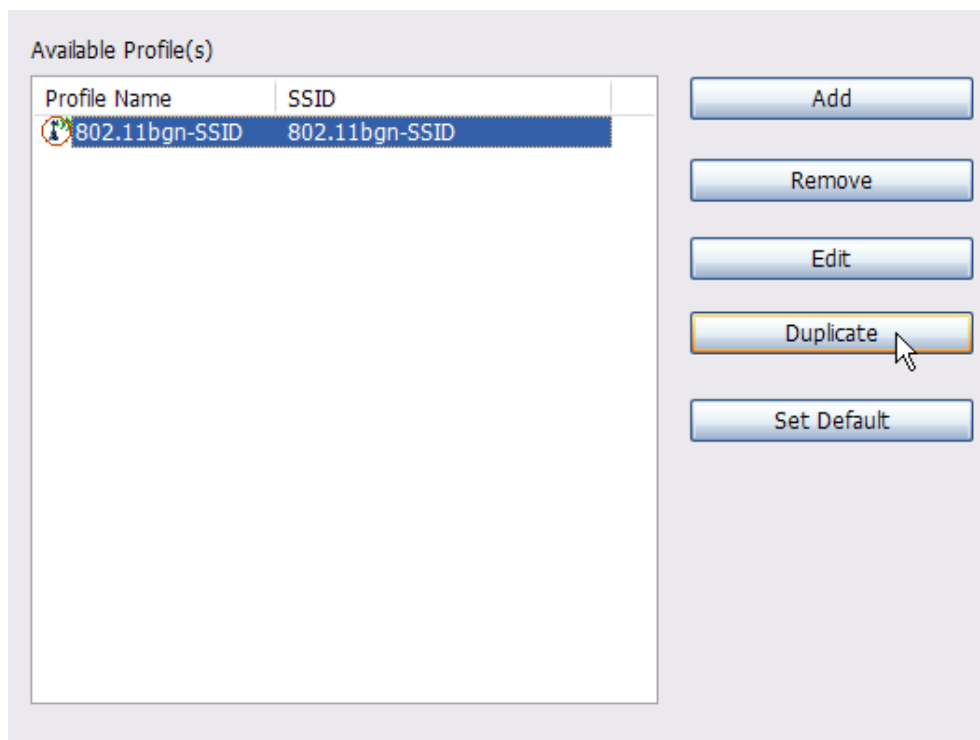 Available Profile(s)
Profile Name SSID
802.11bgn-SSID 802.11bgn-SSID
Add
Remove
Edit
Duplicate
Set Default